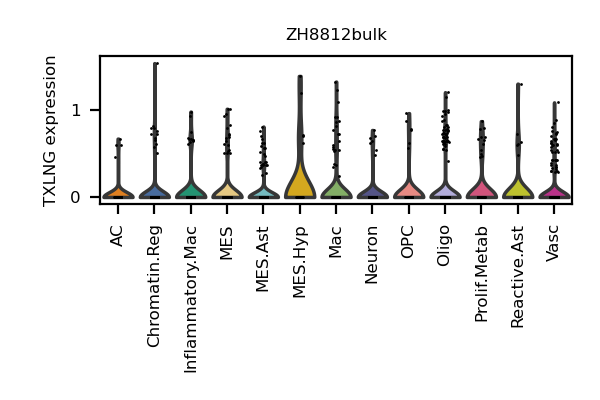 ZH8812bulk
TXLNG expression
1
0
AC
Chromatin.Reg
Inflammatory.Mac
MES
MES.Ast
MES.Hyp
Mac
Neuron
OPC
Oligo
Prolif.Metab
Reactive.Ast
Vasc